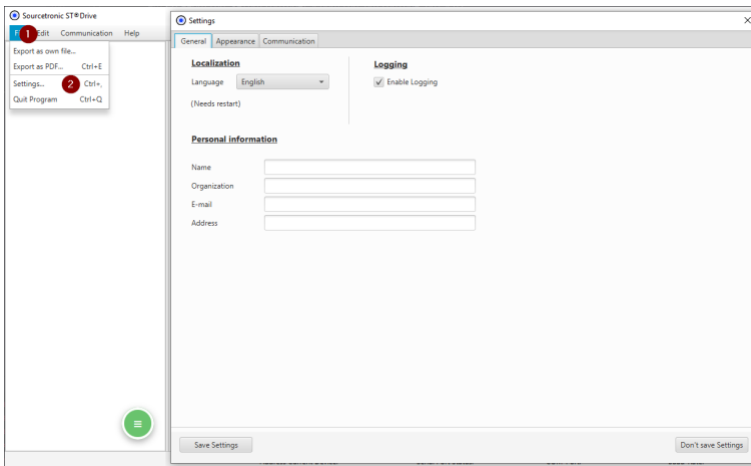 Sourcetronic ST®Drive
Edit Communication Help
1
Export as own file...
Export as PDF... Ctrl+E
Settings... 2 Ctrl+,
Quit Program Ctrl+Q
Settings
General Appearance Communication
Localization
Language English
(Needs restart)
Logging
Enable Logging
Personal information
Name
Organization
E-mail
Address
Save Settings Don't save Settings